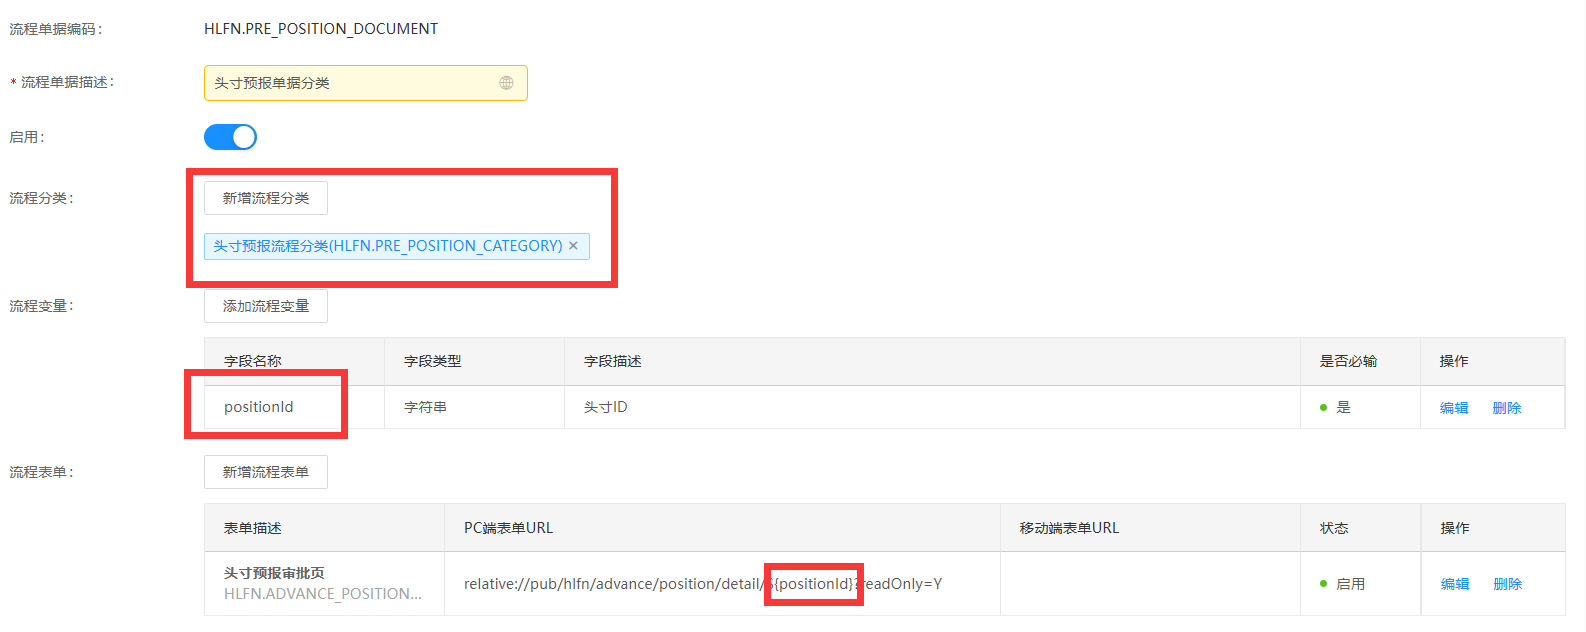 流程单据编码： HLFN.PRE_POSITION_DOCUMENT
* 流程单据描述： 头寸预报单据分类
启用：
流程分类： 新增流程分类
头寸预报流程分类(HLFN.PRE_POSITION_CATEGORY) ×
流程变量： 添加流程变量
字段名称 字段类型 字段描述 是否必输 操作
positionId 字符串 头寸ID 是 编辑 删除
流程表单： 新增流程表单
表单描述 PC端表单URL 移动端表单URL 状态 操作
头寸预报审批页
HLFN.ADVANCE_POSITION... relative://pub/hlfn/advance/position/detail/${positionId}?readOnly=Y 启用 编辑 删除